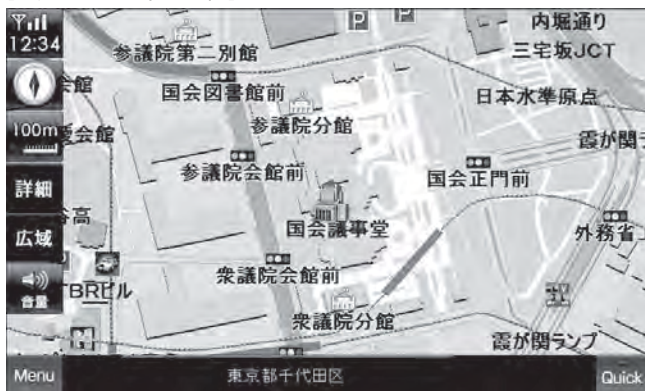 内堀通り
12:34
三宅坂JCT
参議院第二別館
会館
国会図書館前
日本水準原点
100m
参議院分館
会館
霞が関
参議院会館前
国会正門前
詳細
国会議事堂
広域
外務省
衆議院会館前
音量
TBRビル
衆議院分館
霞が関ランプ
Menu
東京都千代田区
Quick